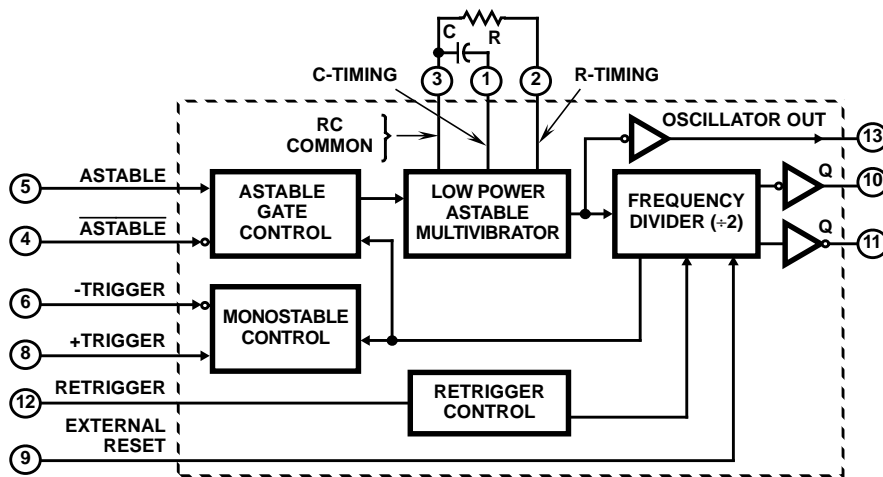 C
R
3
1
2
C-TIMING
R-TIMING
RC
COMMON
OSCILLATOR OUT
13
5
ASTABLE
ASTABLE
GATE
CONTROL
LOW POWER
ASTABLE
MULTIVIBRATOR
FREQUENCY
DIVIDER (÷2)
Q
10
4
ASTABLE
Q
11
6
-TRIGGER
MONOSTABLE
CONTROL
8
+TRIGGER
12
RETRIGGER
RETRIGGER
CONTROL
9
EXTERNAL
RESET